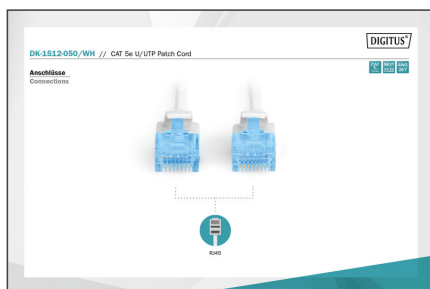 DIGITUS®
DK-1512-050/WH // CAT 5e U/UTP Patch Cord
Anschlüsse
Connections
RJ45